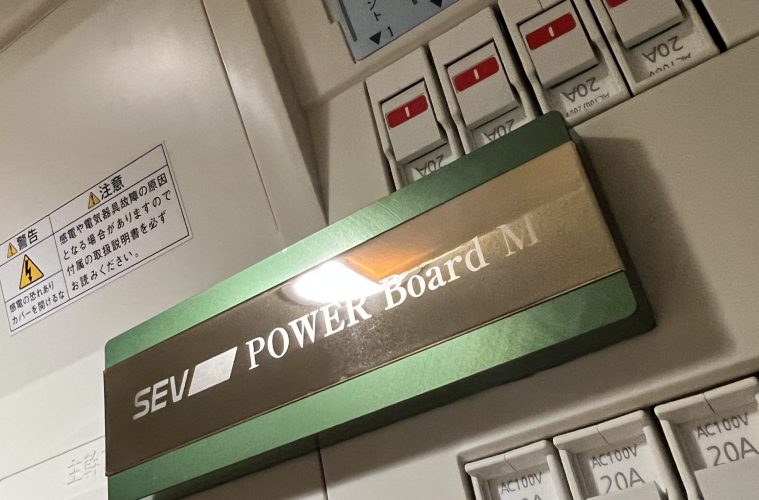 ント
▼1
20A
20A
20A
AC100V
20A
⚠警告
感電の恐れあり
カバーを開けるな
⚠注意
感電や電気器具故障の原因
となる場合がありますので
付属の取扱説明書を必ず
お読みください。
SEV POWER Board M
AC100V
20A
AC100V
20A
AC100V
20A